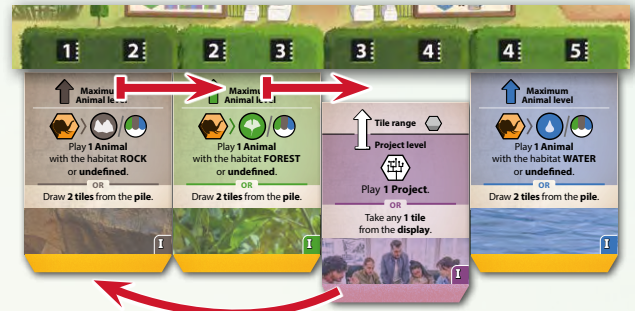 1 2 2 3 3 4 4 5
Maximum
Animal level
Play 1 Animal
with the habitat ROCK
or undefined.
OR
Draw 2 tiles from the pile.
I
Maximum
Animal level
Play 1 Animal
with the habitat FOREST
or undefined.
OR
Draw 2 tiles from the pile.
I
Tile range
Project level
Play 1 Project.
OR
Take any 1 tile
from the display.
I
Maximum
Animal level
Play 1 Animal
with the habitat WATER
or undefined.
OR
Draw 2 tiles from the pile.
I